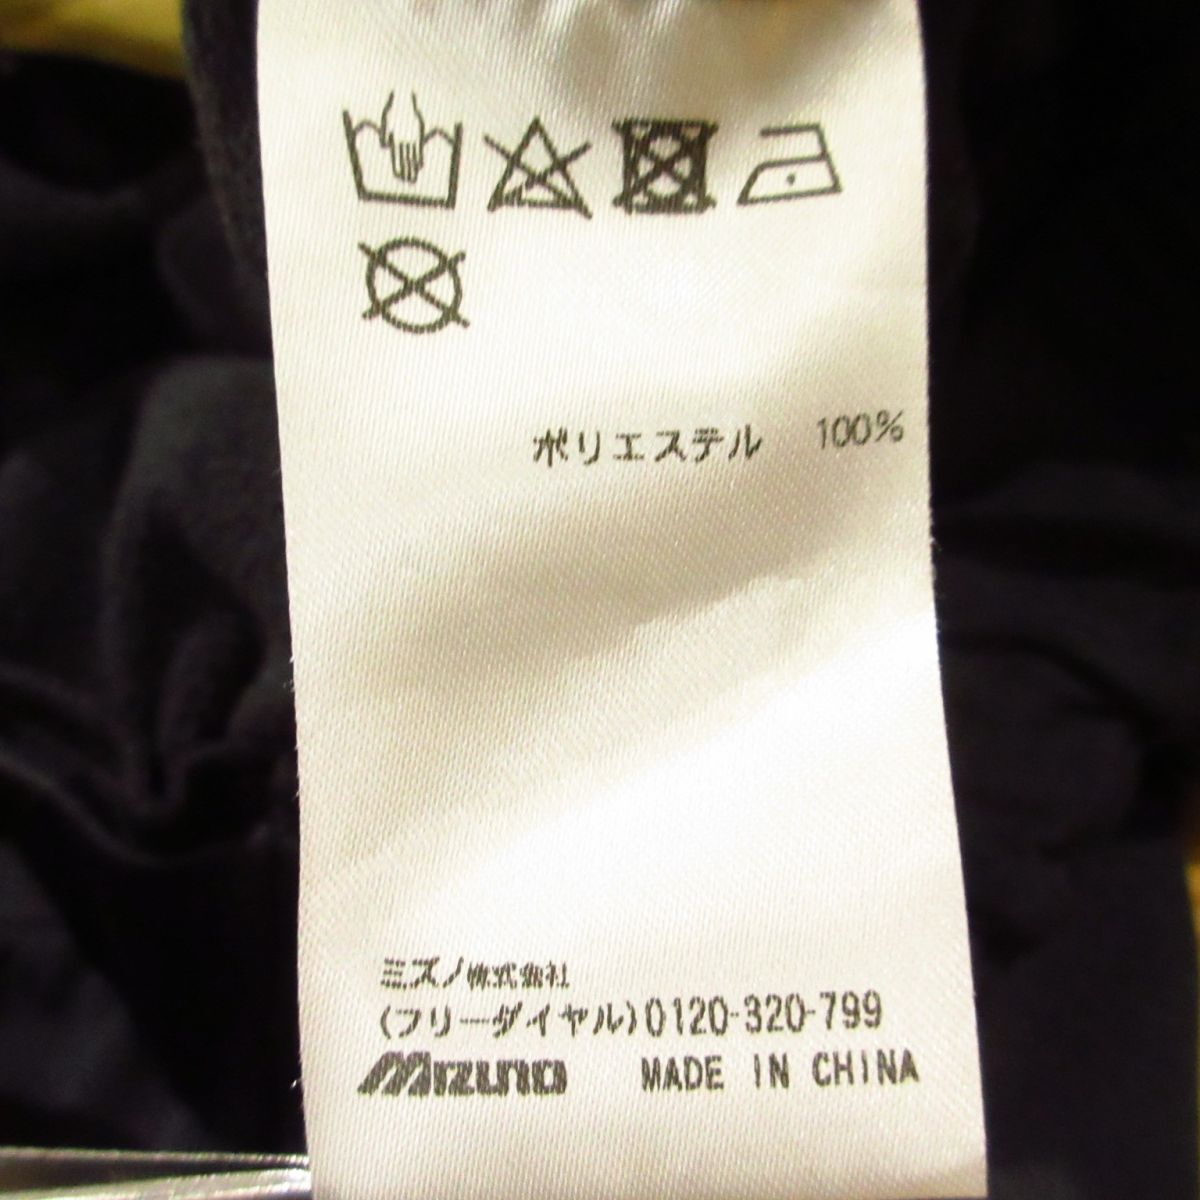 ポリエステル 100%
ミズノ株式会社
(フリーダイヤル)0120-320-799
Mizuno MADE IN CHINA